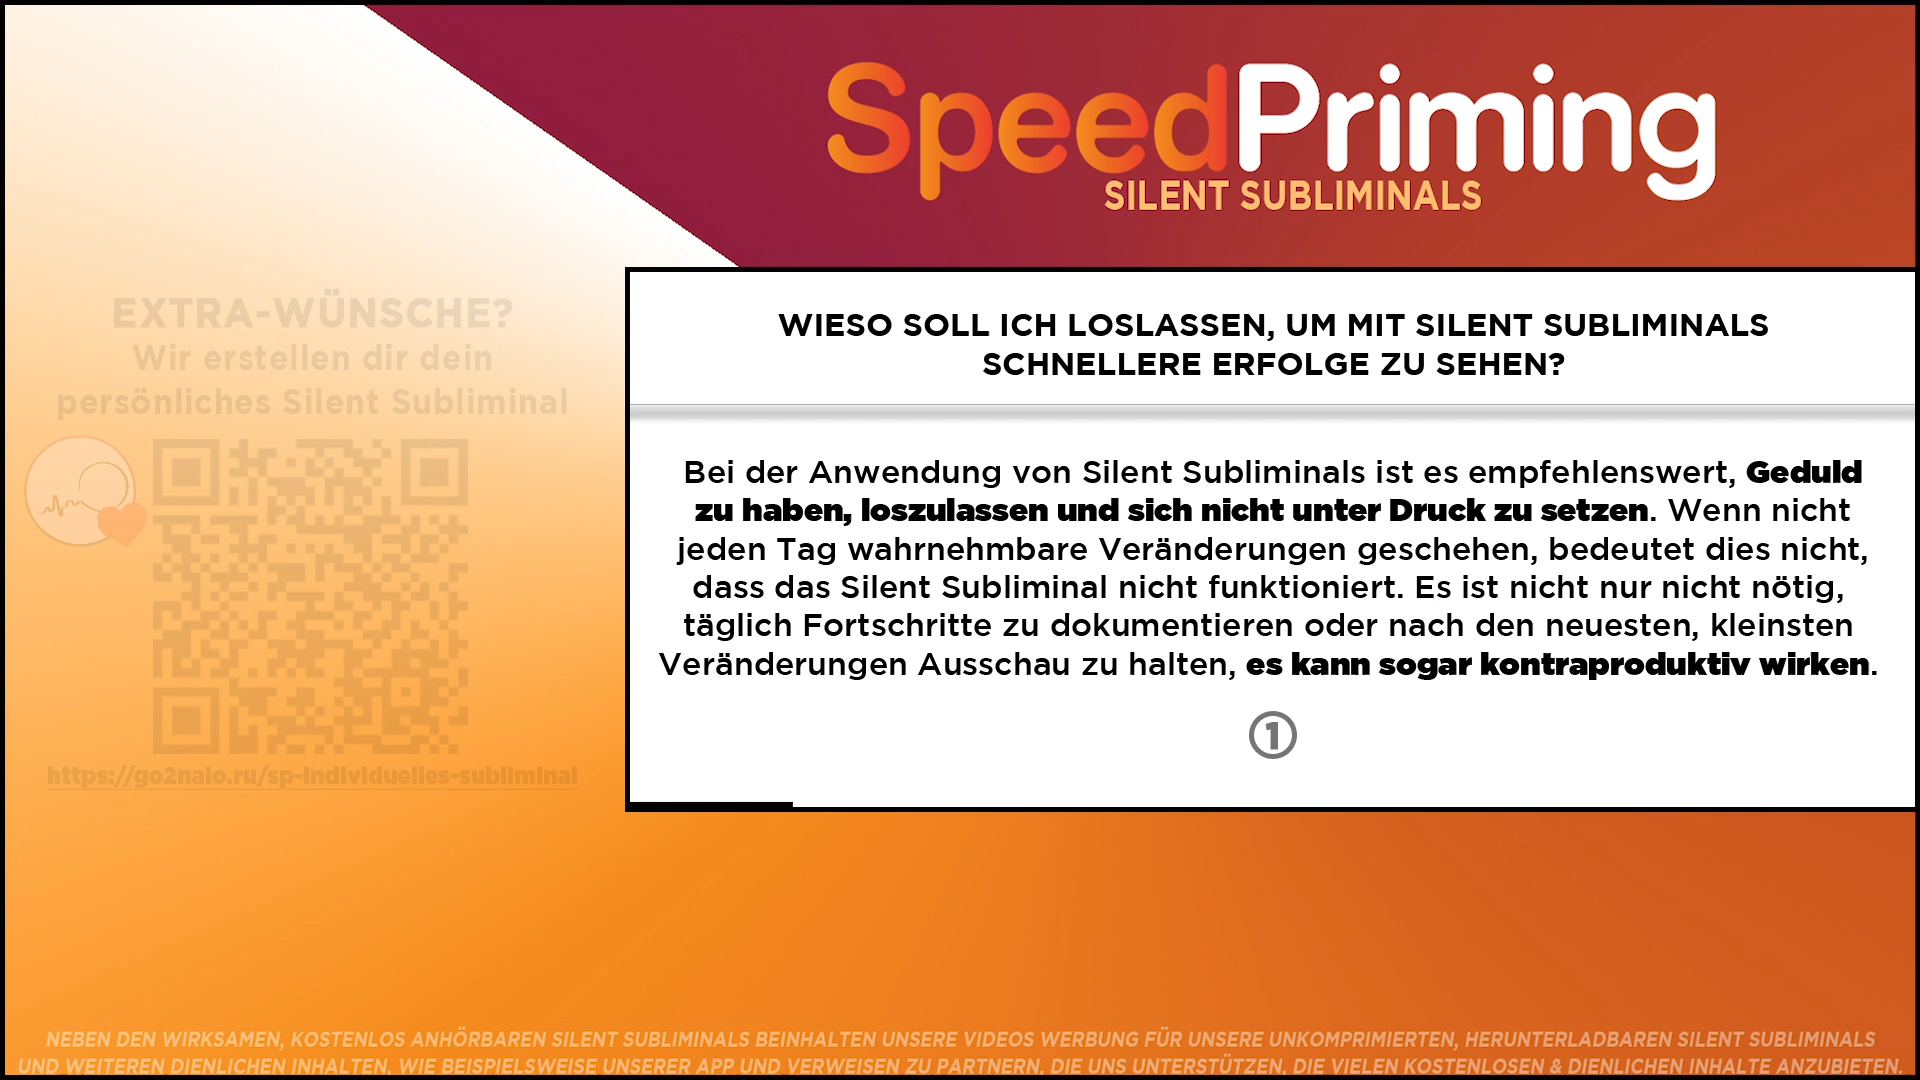 SpeedPriming
SILENT SUBLIMINALS
EXTRA-WÜNSCHE?
Wir erstellen dir dein
persönliches Silent Subliminal
https://go2nalo.ru/sp-individuelles-subliminal
WIESO SOLL ICH LOSLASSEN, UM MIT SILENT SUBLIMINALS
SCHNELLERE ERFOLGE ZU SEHEN?
Bei der Anwendung von Silent Subliminals ist es empfehlenswert, Geduld
zu haben, loszulassen und sich nicht unter Druck zu setzen. Wenn nicht
jeden Tag wahrnehmbare Veränderungen geschehen, bedeutet dies nicht,
dass das Silent Subliminal nicht funktioniert. Es ist nicht nur nicht nötig,
täglich Fortschritte zu dokumentieren oder nach den neuesten, kleinsten
Veränderungen Ausschau zu halten, es kann sogar kontraproduktiv wirken.
1
NEBEN DEN WIRKSAMEN, KOSTENLOS ANHÖRBAREN SILENT SUBLIMINALS BEINHALTEN UNSERE VIDEOS WERBUNG FÜR UNSERE UNKOMPRIMIERTEN, HERUNTERLADBAREN SILENT SUBLIMINALS
UND WEITEREN DIENLICHEN INHALTEN, WIE BEISPIELSWEISE UNSERER APP UND VERWEISEN ZU PARTNERN, DIE UNS UNTERSTÜTZEN, DIE VIELEN KOSTENLOSEN & DIENLICHEN INHALTE ANZUBIETEN.